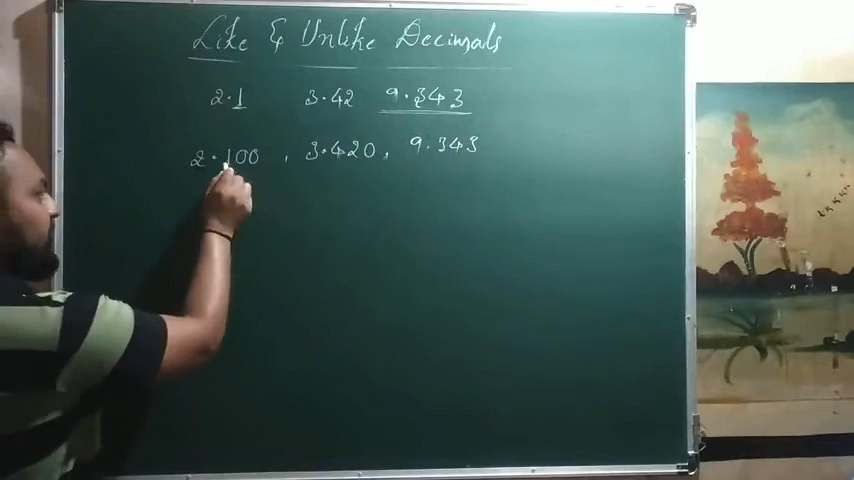 Like & Unlike Decimals
2.1 3.42 9.343
2.100 , 3.420 , 9.343